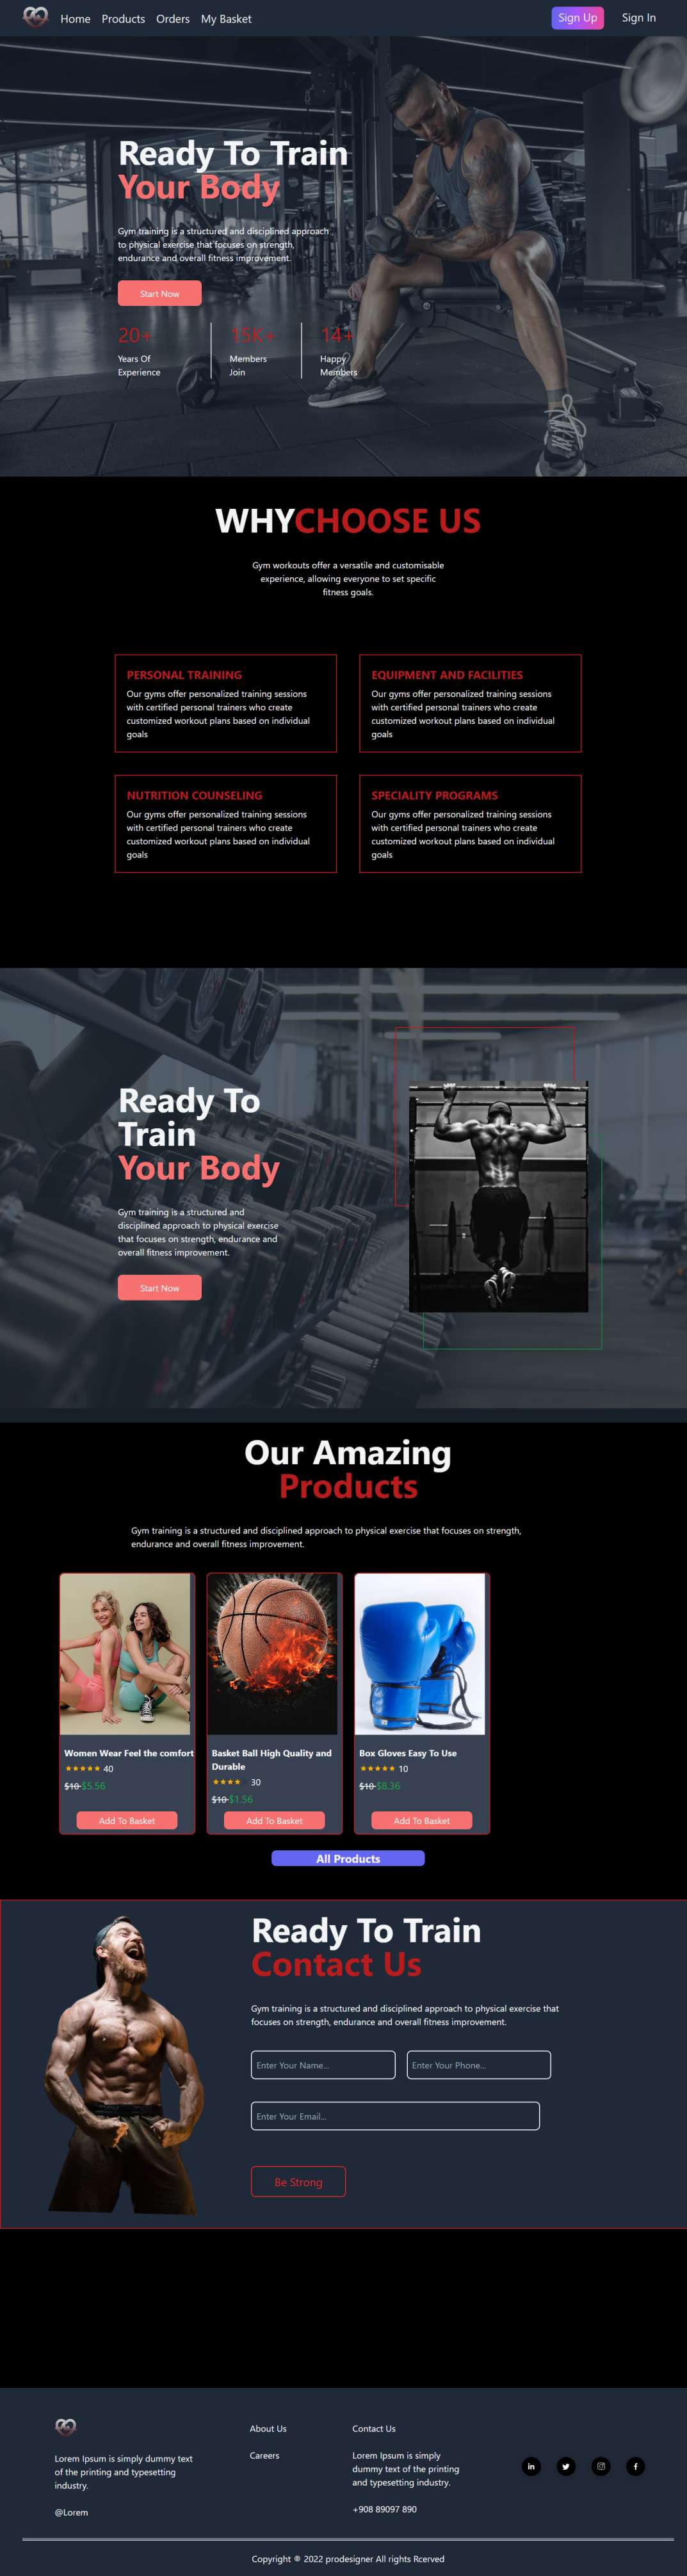 Home Products Orders My Basket Sign Up Sign In
Ready To Train
Your Body
Gym training is a structured and disciplined approach
to physical exercise that focuses on strength,
endurance and overall fitness improvement.
Start Now
20+ 15K+ 14+
Years Of Members Happy
Experience Join Members
WHYCHOOSE US
Gym workouts offer a versatile and customisable
experience, allowing everyone to set specific
fitness goals.
PERSONAL TRAINING
Our gyms offer personalized training sessions
with certified personal trainers who create
customized workout plans based on individual
goals
EQUIPMENT AND FACILITIES
Our gyms offer personalized training sessions
with certified personal trainers who create
customized workout plans based on individual
goals
NUTRITION COUNSELING
Our gyms offer personalized training sessions
with certified personal trainers who create
customized workout plans based on individual
goals
SPECIALITY PROGRAMS
Our gyms offer personalized training sessions
with certified personal trainers who create
customized workout plans based on individual
goals
Ready To
Train
Your Body
Gym training is a structured and
disciplined approach to physical exercise
that focuses on strength, endurance and
overall fitness improvement.
Start Now
Our Amazing
Products
Gym training is a structured and disciplined approach to physical exercise that focuses on strength,
endurance and overall fitness improvement.
Women Wear Feel the comfort
40
$10 $5.56
Add To Basket
Basket Ball High Quality and
Durable
30
$10 $1.56
Add To Basket
Box Gloves Easy To Use
10
$10 $8.36
Add To Basket
All Products
Ready To Train
Contact Us
Gym training is a structured and disciplined approach to physical exercise that
focuses on strength, endurance and overall fitness improvement.
Enter Your Name... Enter Your Phone...
Enter Your Email...
Be Strong
Lorem Ipsum is simply dummy text
of the printing and typesetting
industry.
@Lorem
About Us
Careers
Contact Us
Lorem Ipsum is simply
dummy text of the printing
and typesetting industry.
+908 89097 890
Copyright ® 2022 prodesigner All rights Rcerved